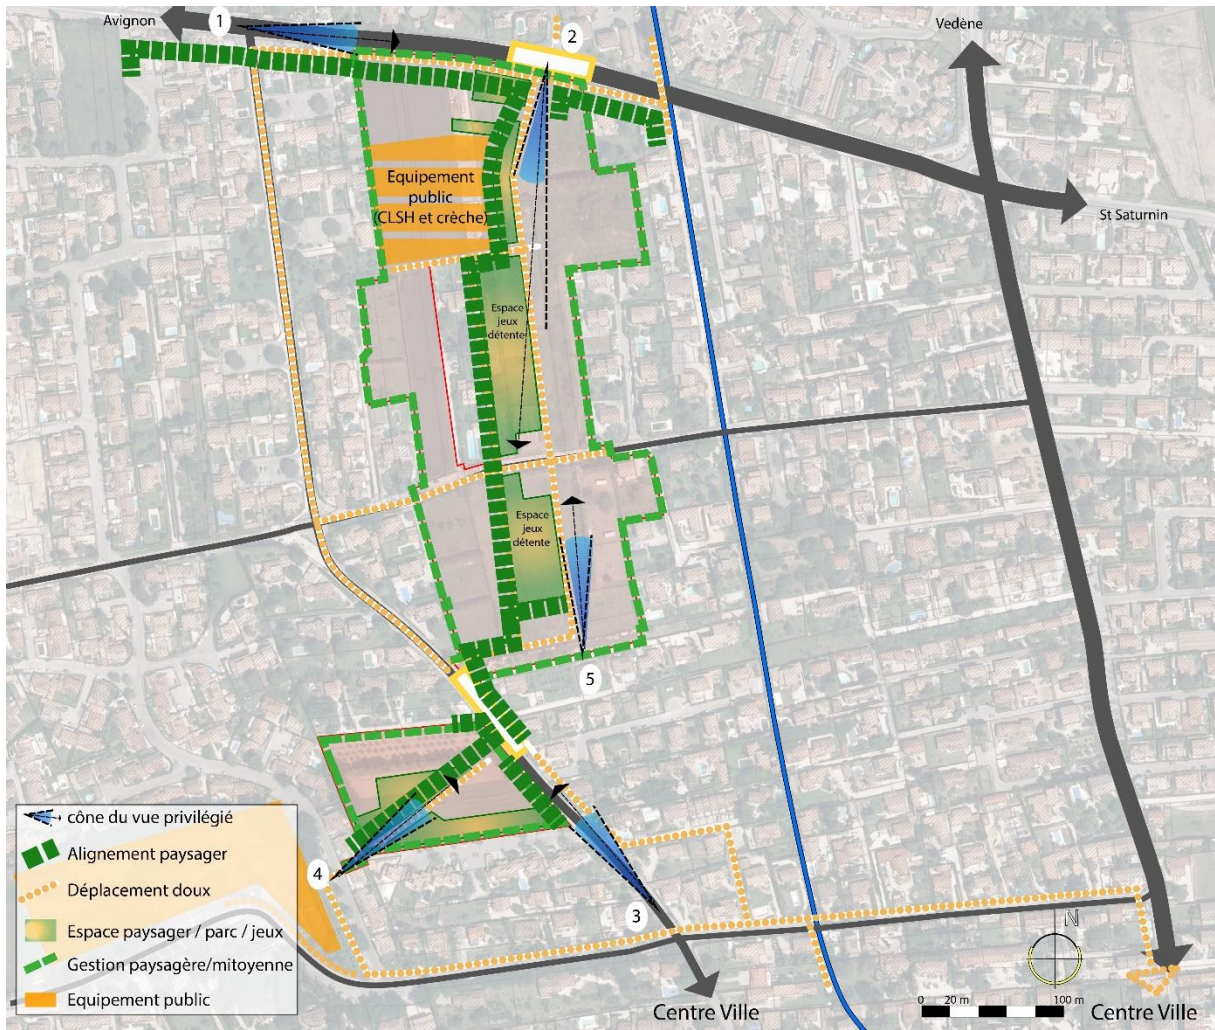 Avignon
1
2
Vedène
Equipement
public
(CLSH et crèche)
St Saturnin
Espace
jeux
détente
Espace
jeux
détente
5
cône du vue privilégié
Alignement paysager
Déplacement doux
Espace paysager / parc / jeux
Gestion paysagère/mitoyenne
Equipement public
4
3
N
0 20 m 100 m
Centre Ville
Centre Ville